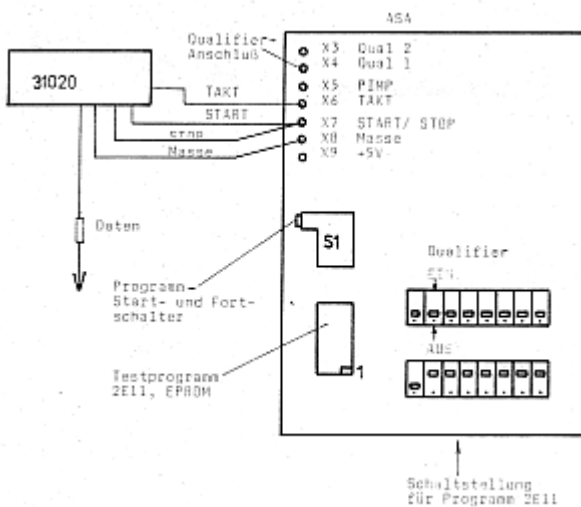 ASA
Qualifier-
Anschluß
X3 Qual 2
X4 Qual 1
X5 PIMP
X6 TAKT
X7 START/ STOP
X8 Masse
X9 +5V
31020
TAKT
START
STOP
Masse
Daten
S1
Programm-
Start- und Fort-
schalter
Qualifier
EIN
AUS
Testprogramm
2E11, EPROM
1
Schaltstellung
für Programm 2E11